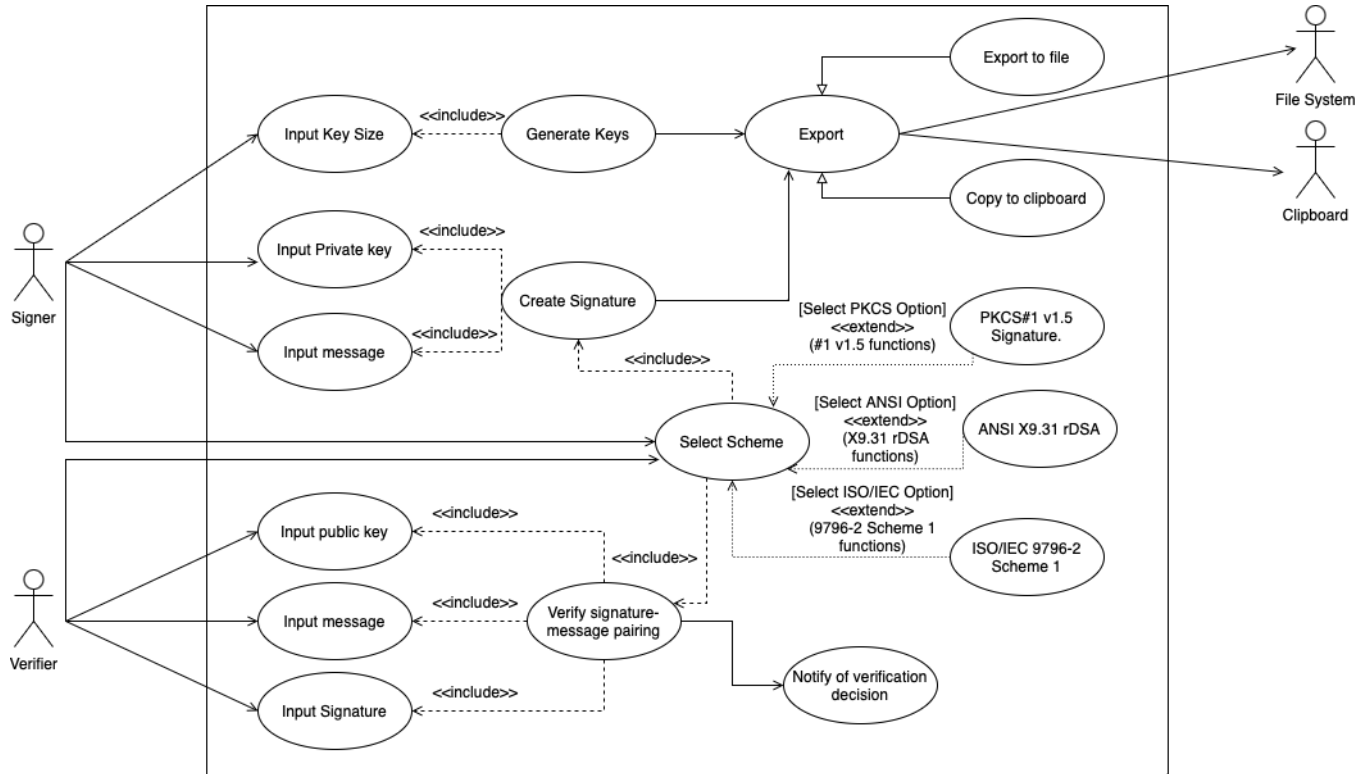 Export to file
File System
<<include>>
Input Key Size
Generate Keys
Export
Copy to clipboard
Clipboard
<<include>>
Input Private key
Signer
Create Signature
[Select PKCS Option]
<<extend>>
(#1 v1.5 functions)
PKCS#1 v1.5
Signature.
<<include>>
Input message
<<include>>
[Select ANSI Option]
<<extend>>
(X9.31 rDSA
functions)
ANSI X9.31 rDSA
Select Scheme
[Select ISO/IEC Option]
<<extend>>
(9796-2 Scheme 1
functions)
ISO/IEC 9796-2
Scheme 1
<<include>>
Input public key
<<include>>
Verifier
<<include>>
Input message
Verify signature-
message pairing
<<include>>
Input Signature
Notify of verification
decision